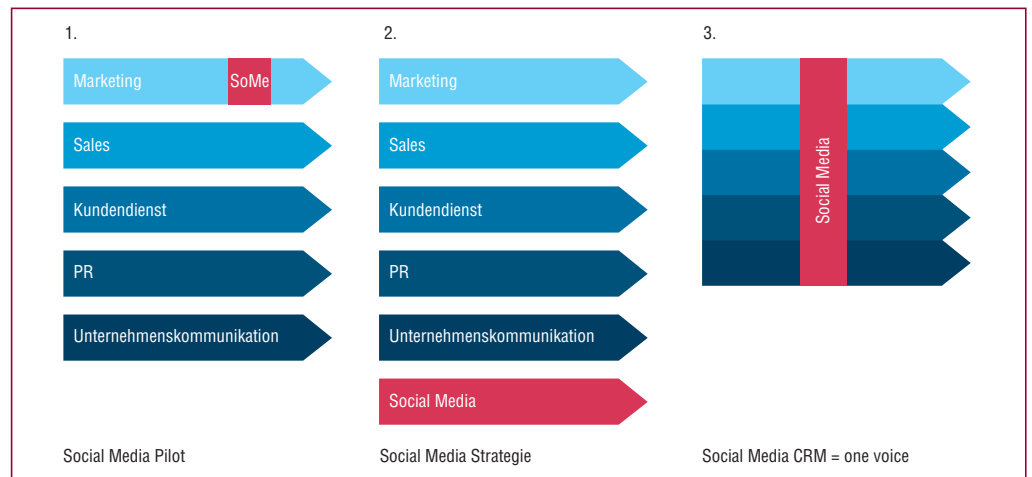 1.
Marketing
SoMe
Sales
Kundendienst
PR
Unternehmenskommunikation
Social Media Pilot
2.
Marketing
Sales
Kundendienst
PR
Unternehmenskommunikation
Social Media
Social Media Strategie
3.
Social Media
Social Media CRM = one voice